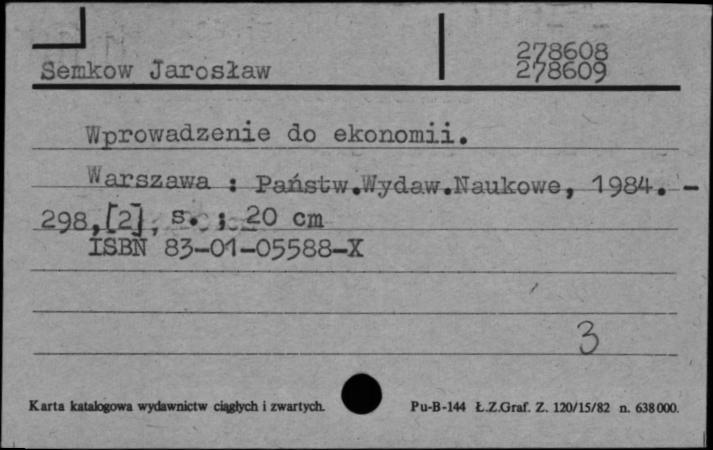 Semkow Jarosław
278608
278609
Wprowadzenie do ekonomii.
Warszawa : Państw.Wydaw.Naukowe, 1984. -
298,[2], s. ; 20 cm
ISBN 83-01-05588-X
3
Karta katalogowa wydawnictw ciągłych i zwartych.
Pu-B-144 Ł.Z.Graf. Z. 120/15/82 n. 638000.